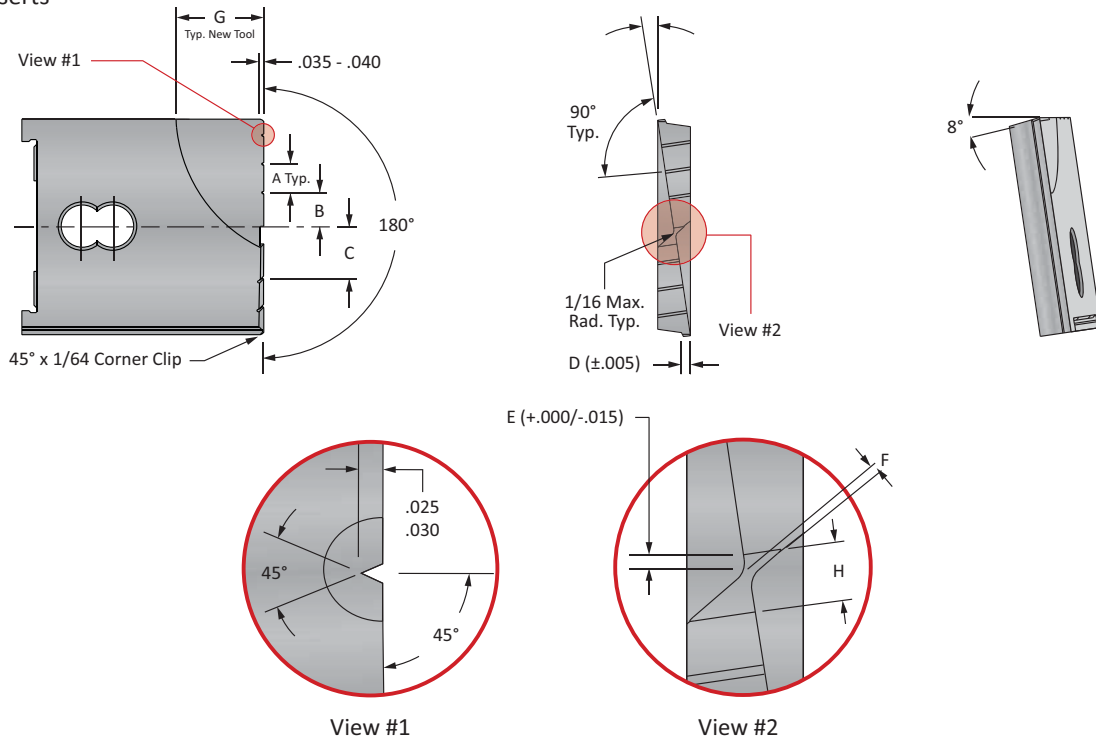 G
Typ. New Tool
View #1
.035 - .040
A Typ.
B
C
180°
45° x 1/64 Corner Clip
90°
Typ.
1/16 Max.
Rad. Typ.
View #2
D (±.005)
8°
E (+.000/-.015)
F
H
.025
.030
45°
45°
View #1
View #2